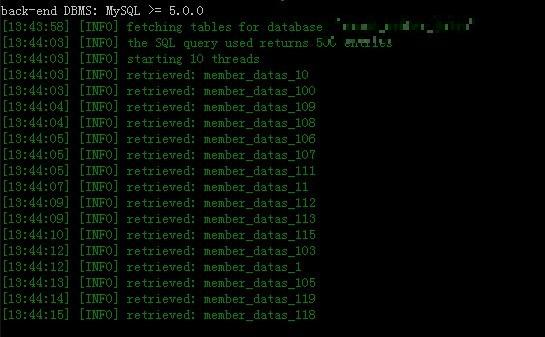 back-end DBMS: MySQL >= 5.0.0
[13:43:58] [INFO] fetching tables for database
[13:44:03] [INFO] the SQL query used returns entries
[13:44:03] [INFO] starting 10 threads
[13:44:03] [INFO] retrieved: member_datas_10
[13:44:03] [INFO] retrieved: member_datas_100
[13:44:04] [INFO] retrieved: member_datas_109
[13:44:04] [INFO] retrieved: member_datas_108
[13:44:05] [INFO] retrieved: member_datas_106
[13:44:05] [INFO] retrieved: member_datas_107
[13:44:05] [INFO] retrieved: member_datas_111
[13:44:07] [INFO] retrieved: member_datas_11
[13:44:09] [INFO] retrieved: member_datas_112
[13:44:09] [INFO] retrieved: member_datas_113
[13:44:10] [INFO] retrieved: member_datas_115
[13:44:12] [INFO] retrieved: member_datas_103
[13:44:12] [INFO] retrieved: member_datas_1
[13:44:13] [INFO] retrieved: member_datas_105
[13:44:14] [INFO] retrieved: member_datas_119
[13:44:15] [INFO] retrieved: member_datas_118